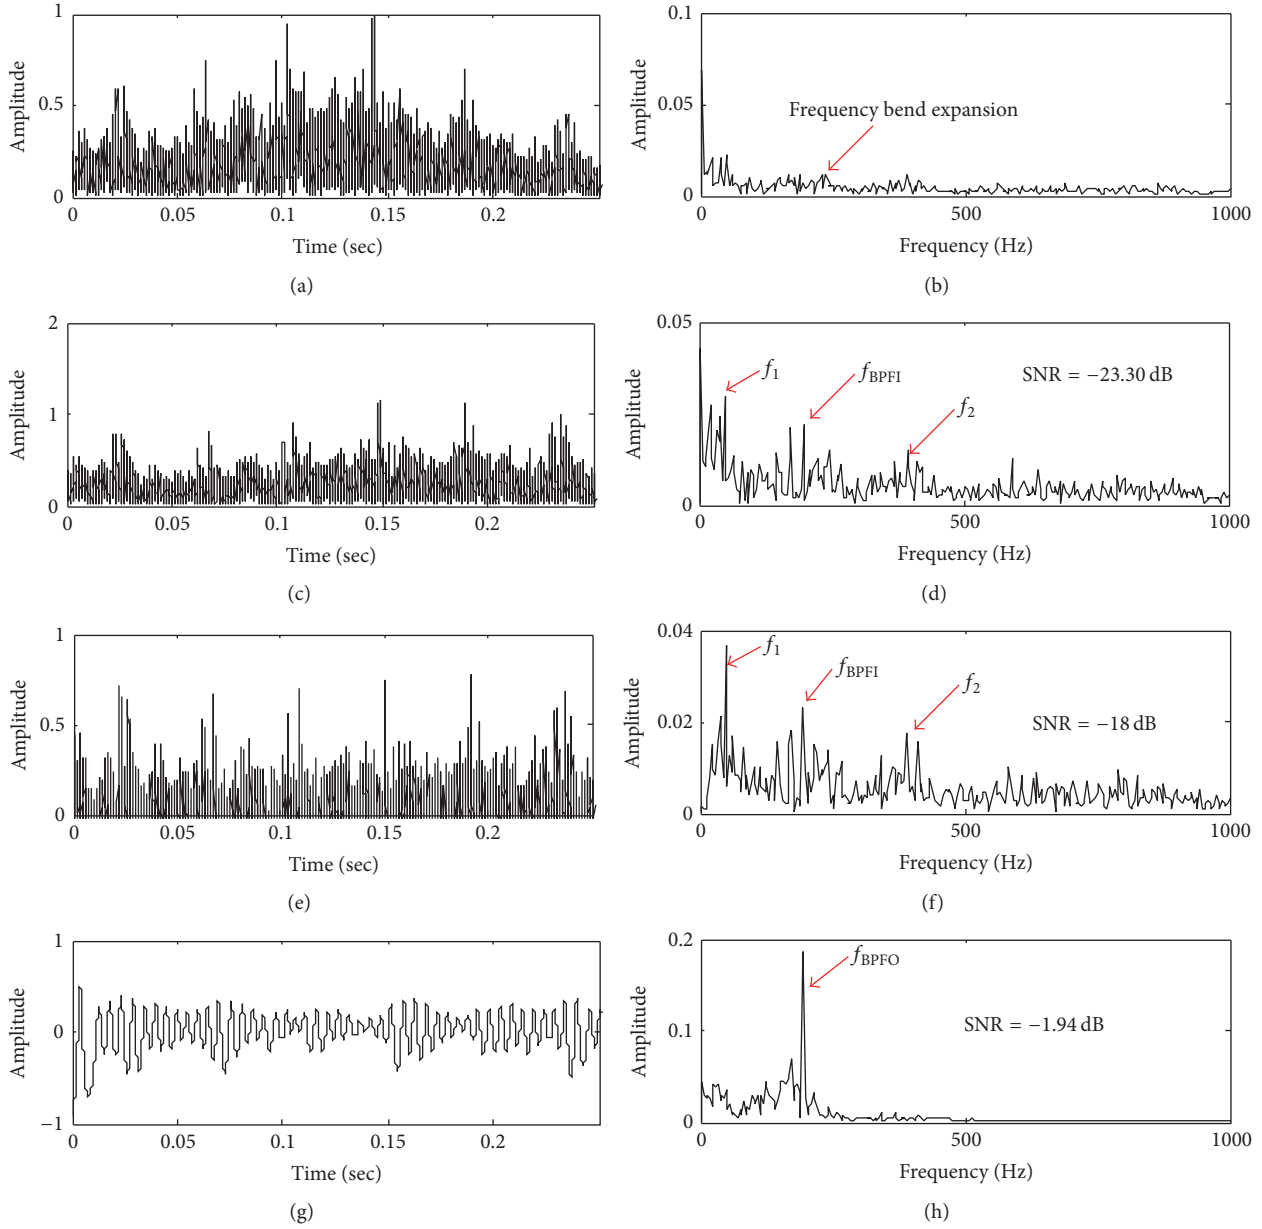 1
0.5
0
Amplitude
0
0.05
0.1
0.15
0.2
Time (sec)
(a)
0.1
0.05
0
Amplitude
Frequency bend expansion
0
500
1000
Frequency (Hz)
(b)
2
1
0
Amplitude
0
0.05
0.1
0.15
0.2
Time (sec)
(c)
0.05
0
Amplitude
f1
fBPFI
f2
SNR = −23.30 dB
0
500
1000
Frequency (Hz)
(d)
1
0.5
0
Amplitude
0
0.05
0.1
0.15
0.2
Time (sec)
(e)
0.04
0.02
0
Amplitude
f1
fBPFI
f2
SNR = −18 dB
0
500
1000
Frequency (Hz)
(f)
1
0
−1
Amplitude
0
0.05
0.1
0.15
0.2
Time (sec)
(g)
0.2
0.1
0
Amplitude
fBPFO
SNR = −1.94 dB
0
500
1000
Frequency (Hz)
(h)